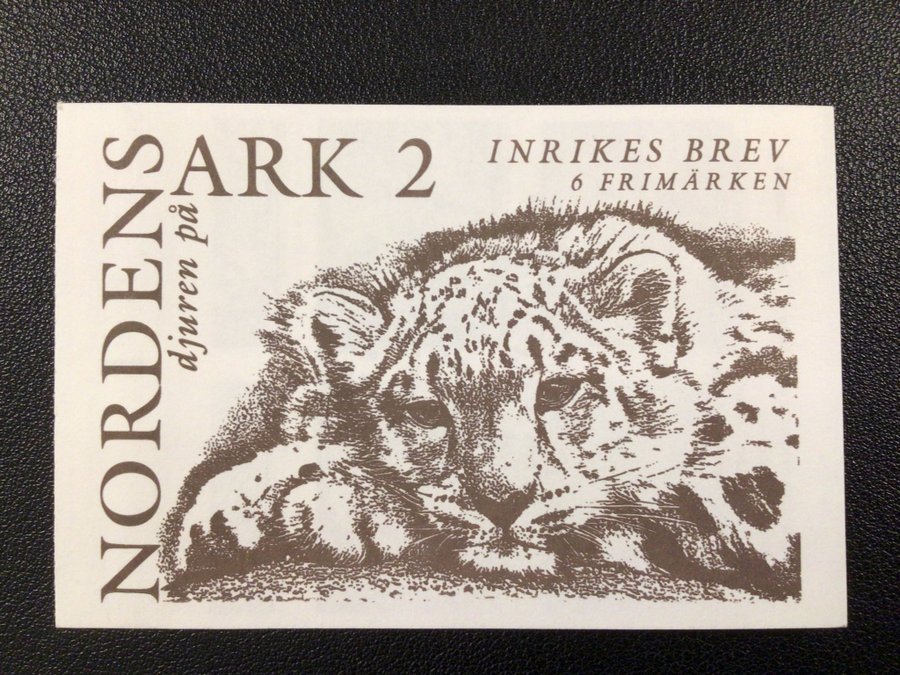 djuren på
NORDENS
ARK 2
INRIKES BREV
6 FRIMÄRKEN